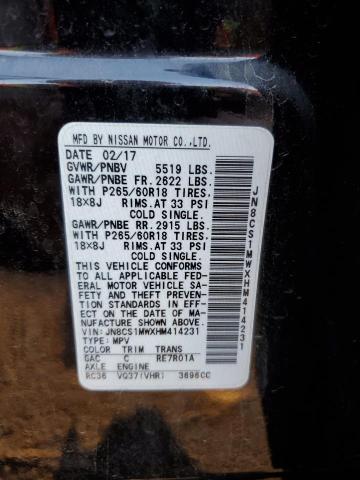 MFD BY NISSAN MOTOR CO.,LTD.
DATE 02/17
GVWR/PNBV 5519 LBS.
GAWR/PNBE FR. 2622 LBS.
WITH P265/60R18 TIRES,
18X8J RIMS.AT 33 PSI
COLD SINGLE.
GAWR/PNBE RR. 2915 LBS.
WITH P265/60R18 TIRES,
18X8J RIMS.AT 33 PSI
COLD SINGLE.
THIS VEHICLE CONFORMS
TO ALL APPLICABLE FED-
ERAL MOTOR VEHICLE SA-
FETY AND THEFT PREVEN-
TION STANDARDS IN EFF-
ECT ON THE DATE OF
MANUFACTURE SHOWN ABOVE.
VIN:JN8CS1MWXHM414231
TYPE:MPV
COLOR TRIM TRANS
GAC C RE7R01A
AXLE ENGINE
RC36 VQ37(VHR) 3696CC
JN8CS1MWXHM414231